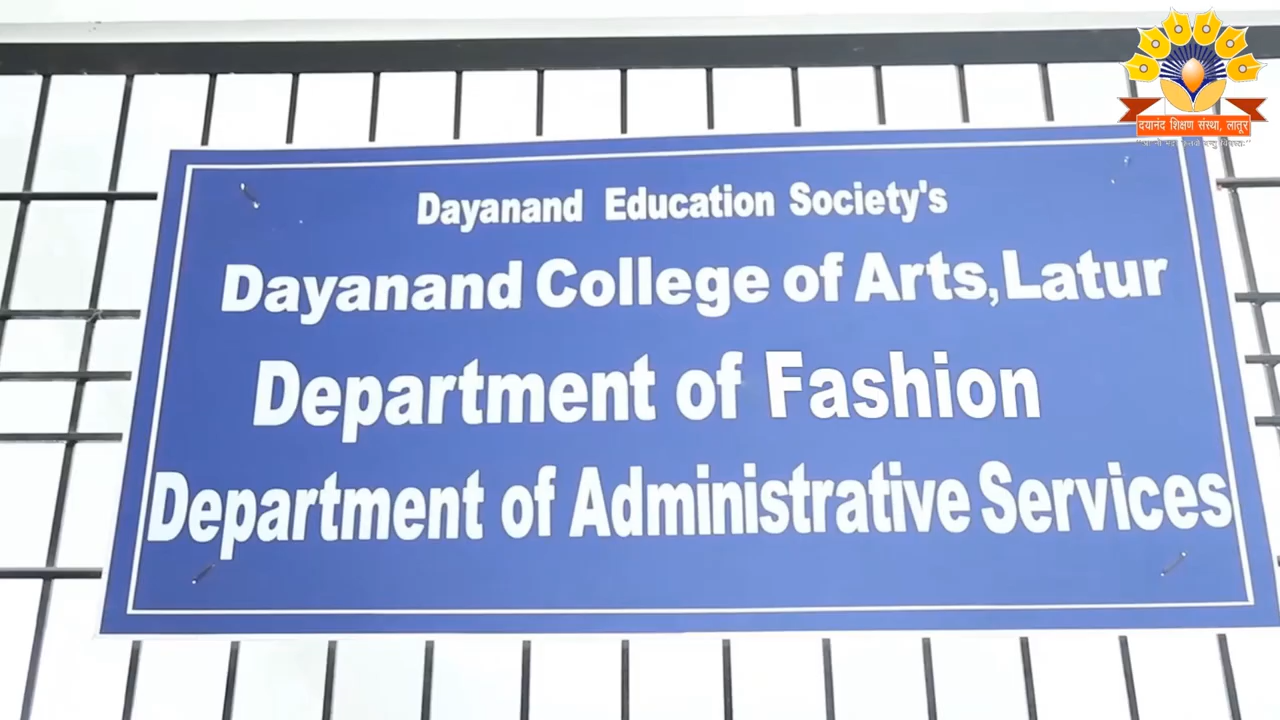 दयानंद शिक्षण संस्था, लातूर
Dayanand Education Society's
Dayanand College of Arts, Latur
Department of Fashion
Department of Administrative Services